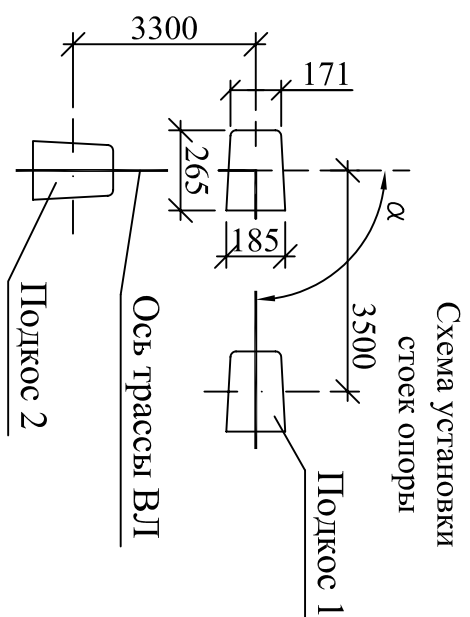 Схема установки
стоек опоры
Подкос 1
3500
α
171
185
265
3300
Ось трассы ВЛ
Подкос 2